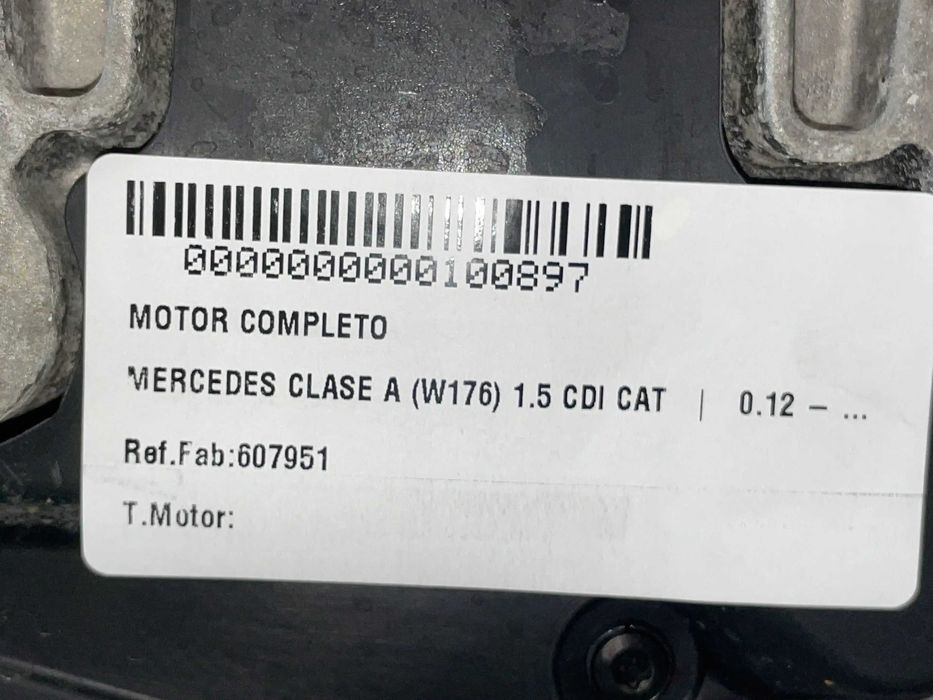 0000000000100897
MOTOR COMPLETO
MERCEDES CLASE A (W176) 1.5 CDI CAT | 0.12 – ...
Ref.Fab:607951
T.Motor: